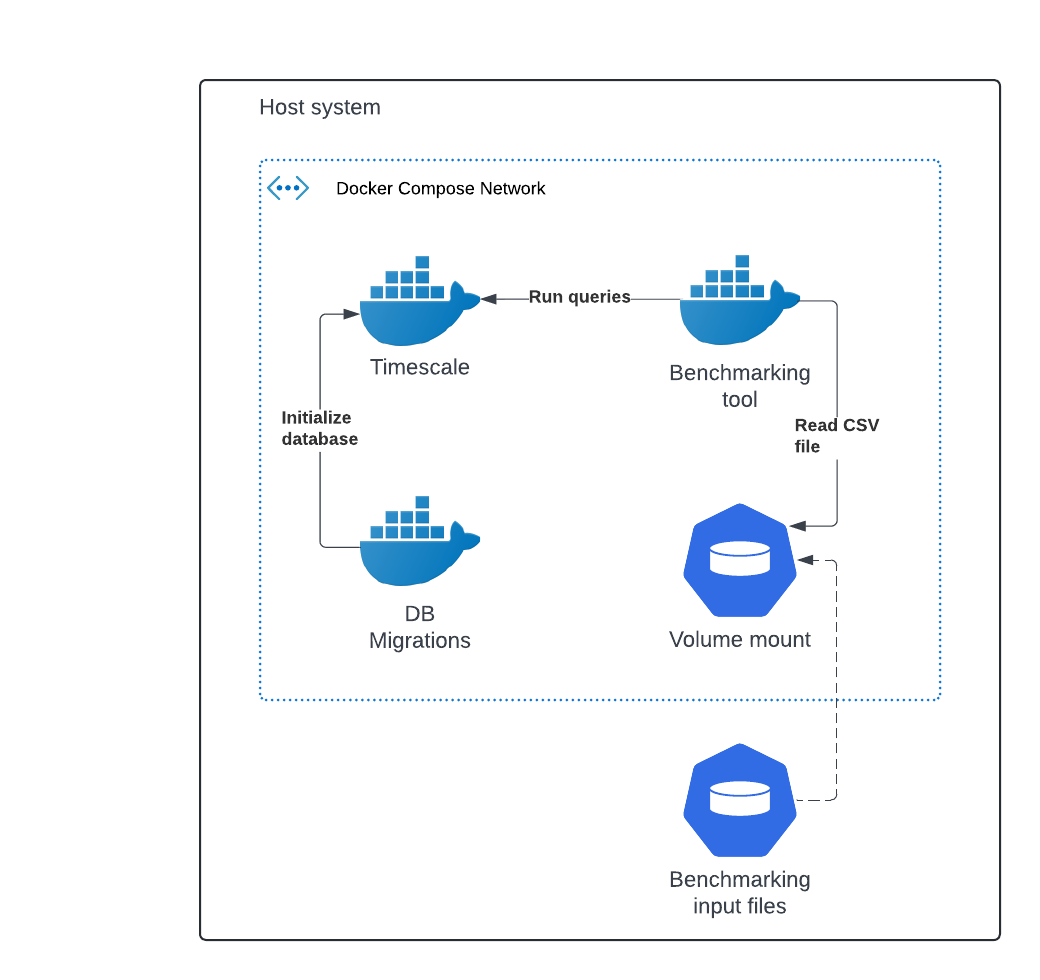 Host system
Docker Compose Network
Run queries
Timescale
Benchmarking
tool
Initialize
database
Read CSV
file
DB
Migrations
Volume mount
Benchmarking
input files